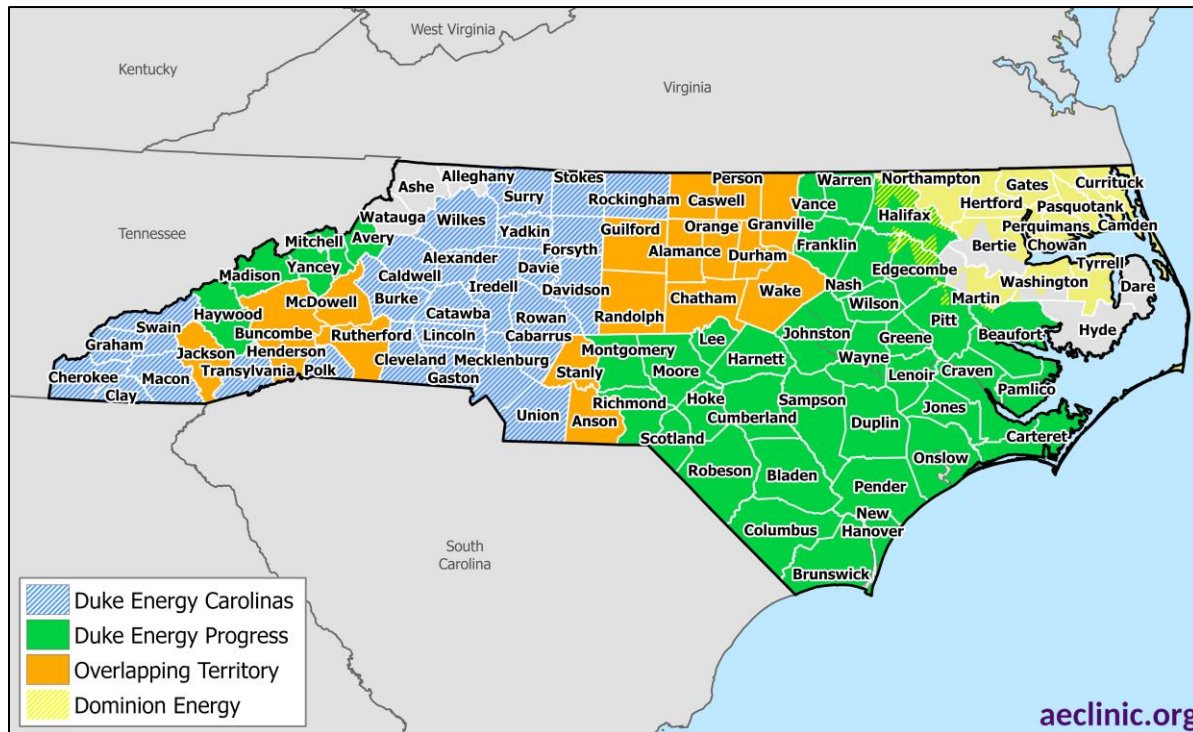 West Virginia
Kentucky
Virginia
Tennessee
South
Carolina
Alleghany
Ashe
Stokes
Surry
Rockingham
Person
Caswell
Warren
Vance
Northampton
Gates
Currituck
Hertford
Pasquotank
Halifax
Watauga
Wilkes
Yadkin
Guilford
Orange
Granville
Perquimans
Camden
Avery
Mitchell
Forsyth
Alamance
Durham
Franklin
Bertie
Chowan
Yancey
Alexander
Davie
Edgecombe
Tyrrell
Madison
Caldwell
Iredell
Davidson
Nash
Washington
Dare
McDowell
Burke
Chatham
Wake
Wilson
Martin
Haywood
Catawba
Rowan
Randolph
Pitt
Hyde
Swain
Buncombe
Rutherford
Lincoln
Cabarrus
Lee
Johnston
Greene
Beaufort
Graham
Jackson
Henderson
Cleveland
Mecklenburg
Montgomery
Harnett
Wayne
Cherokee
Macon
Transylvania
Polk
Gaston
Stanly
Moore
Lenoir
Craven
Clay
Union
Richmond
Hoke
Sampson
Pamlico
Anson
Cumberland
Jones
Scotland
Duplin
Carteret
Robeson
Bladen
Onslow
Pender
Columbus
New
Hanover
Brunswick
Duke Energy Carolinas
Duke Energy Progress
Overlapping Territory
Dominion Energy
aeclinic.org